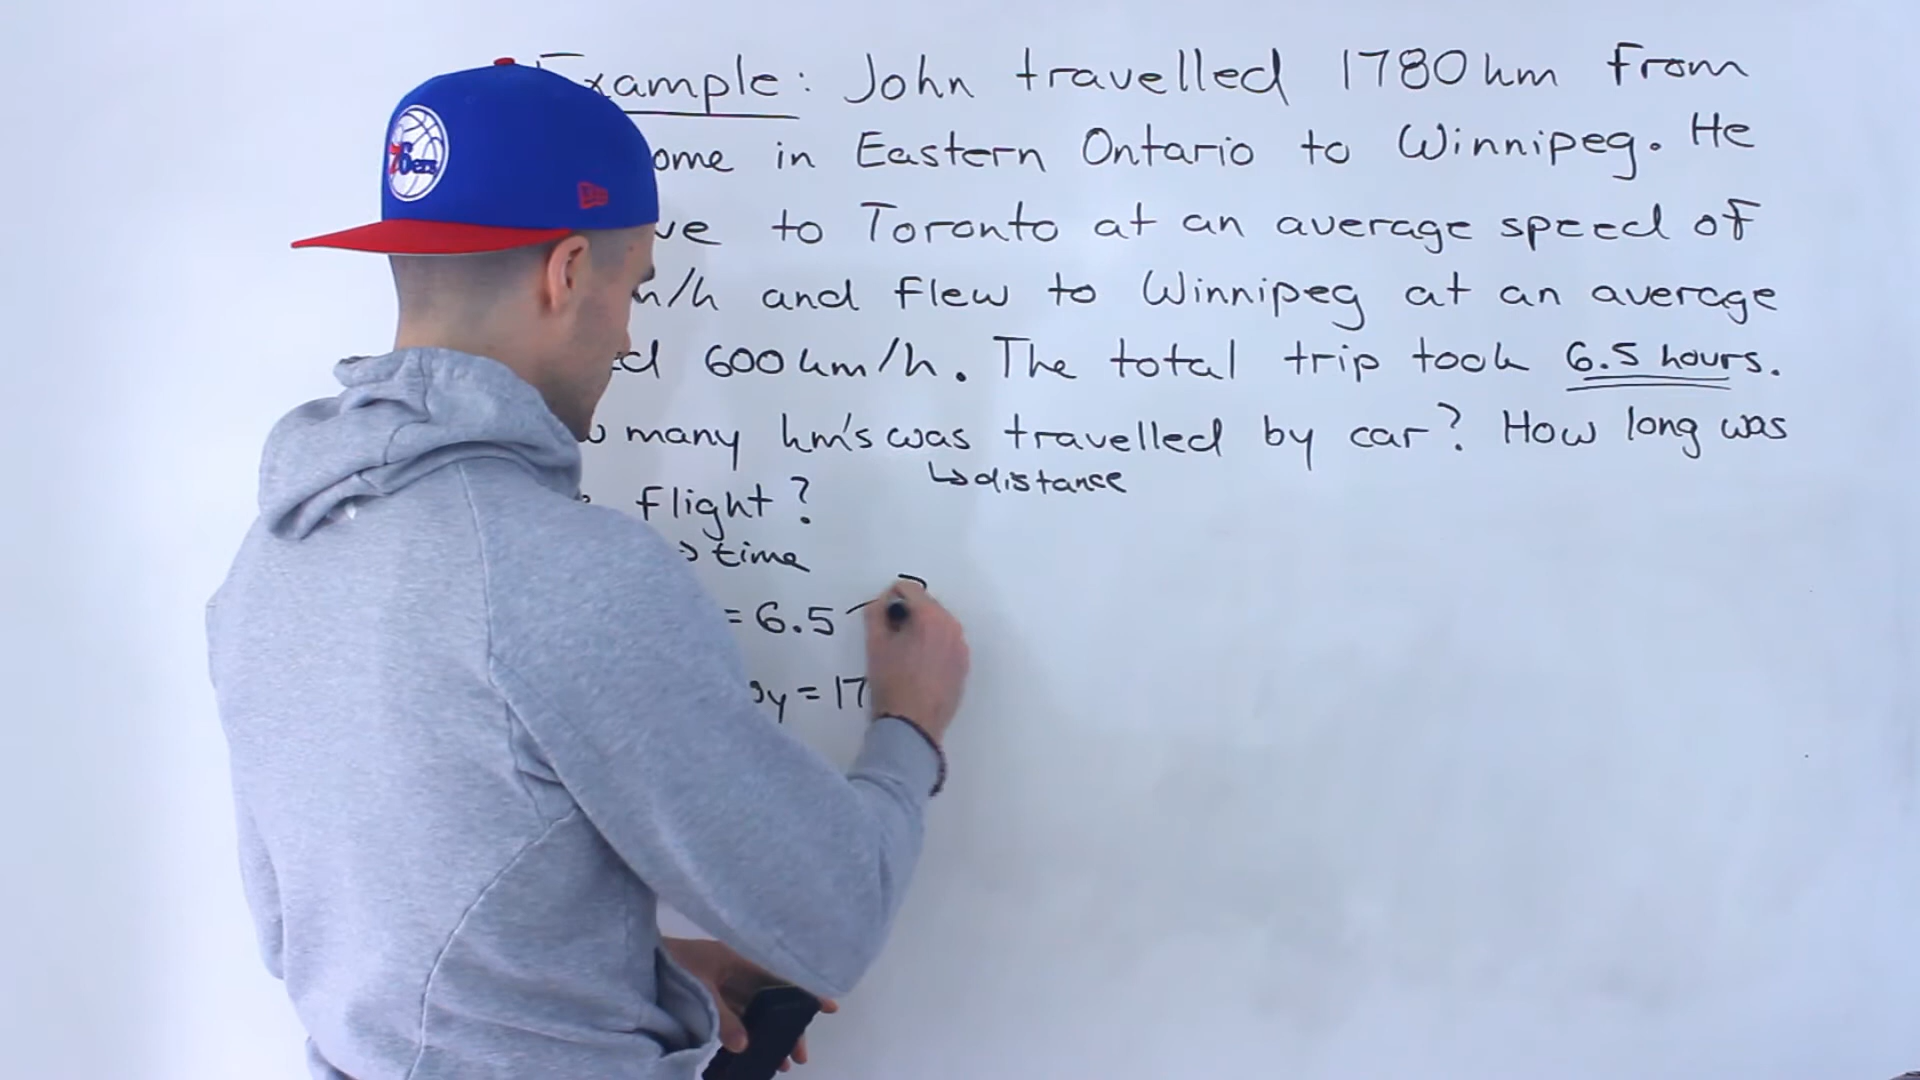 Example: John travelled 1780 km from
ome in Eastern Ontario to Winnipeg. He
ve to Toronto at an average speed of
m/h and flew to Winnipeg at an average
ed 600 km/h. The total trip took 6.5 hours.
w many km's was travelled by car? How long was
↳ distance
flight?
→ time
= 6.5
y = 17
76ers